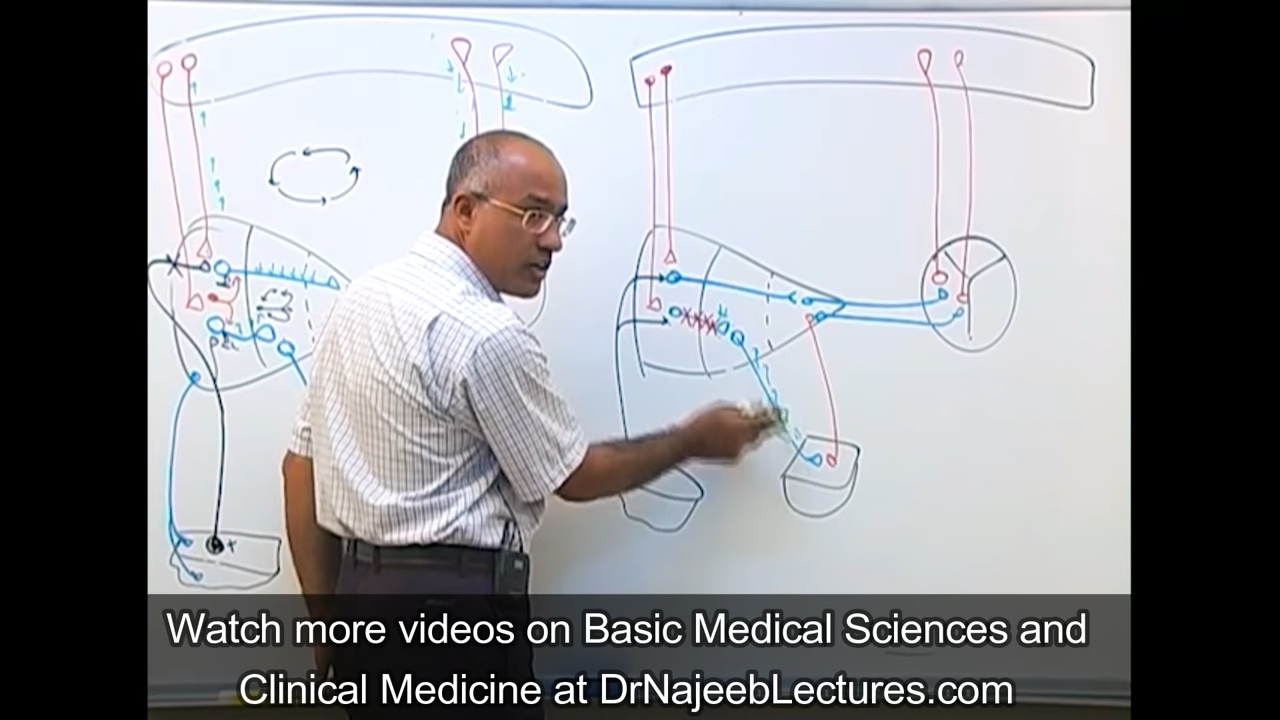 Watch more videos on Basic Medical Sciences and
Clinical Medicine at DrNajeebLectures.com